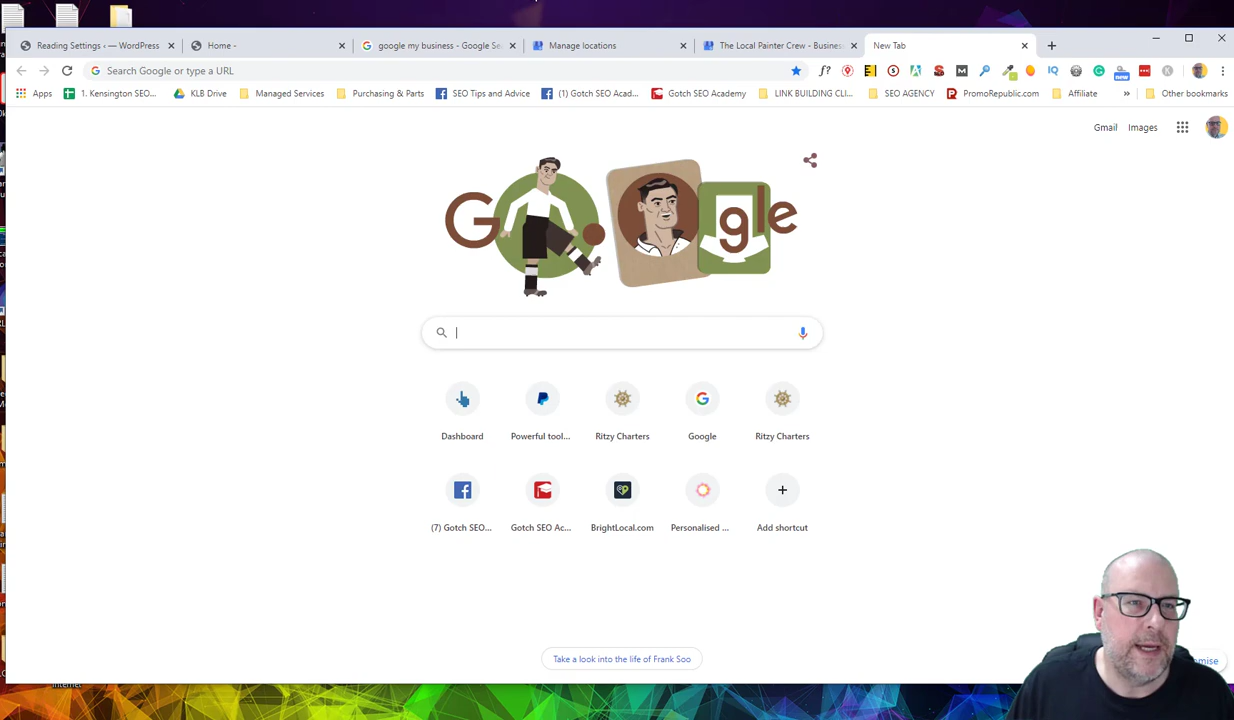 Reading Settings ‹ — WordPress
Home -
google my business - Google Se
Manage locations
The Local Painter Crew - Busines
New Tab
Search Google or type a URL
Apps
1. Kensington SEO...
KLB Drive
Managed Services
Purchasing & Parts
SEO Tips and Advice
(1) Gotch SEO Acad...
Gotch SEO Academy
LINK BUILDING CLI...
SEO AGENCY
PromoRepublic.com
Affiliate
Other bookmarks
Gmail
Images
Google
Dashboard
Powerful tool...
Ritzy Charters
Google
Ritzy Charters
(7) Gotch SEO...
Gotch SEO Ac...
BrightLocal.com
Personalised ...
Add shortcut
Take a look into the life of Frank Soo